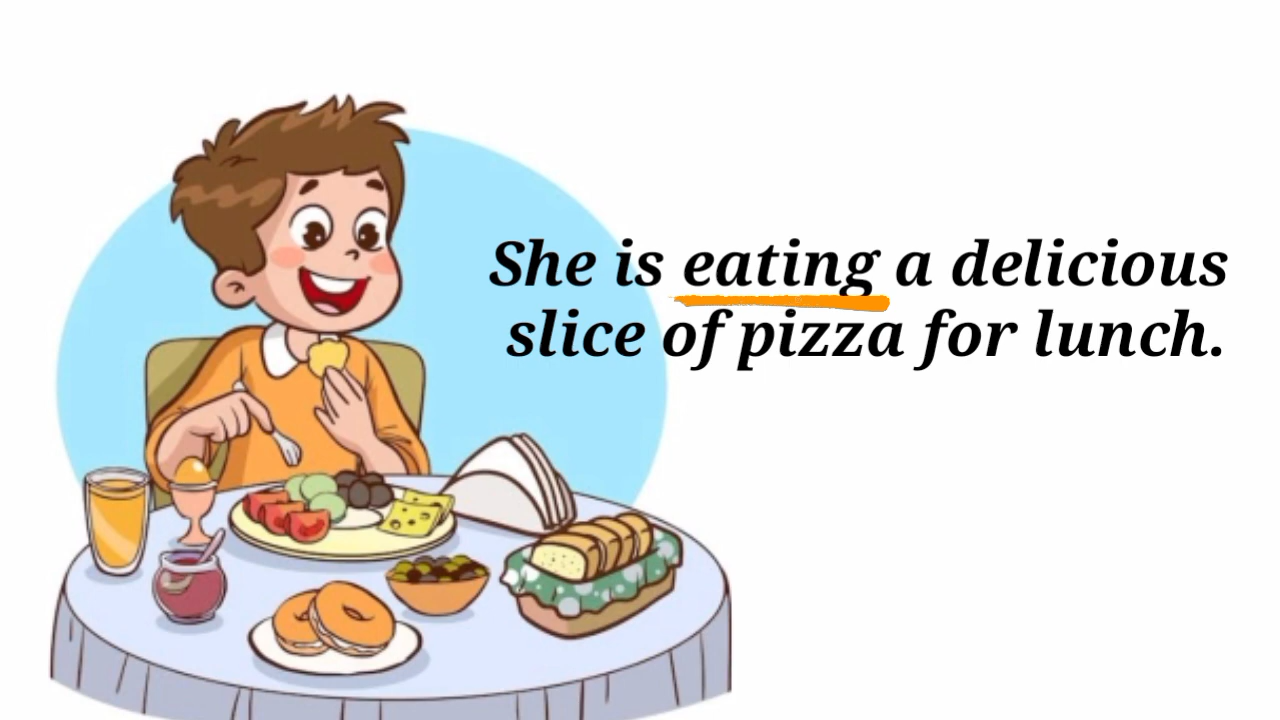 She is eating a delicious
slice of pizza for lunch.